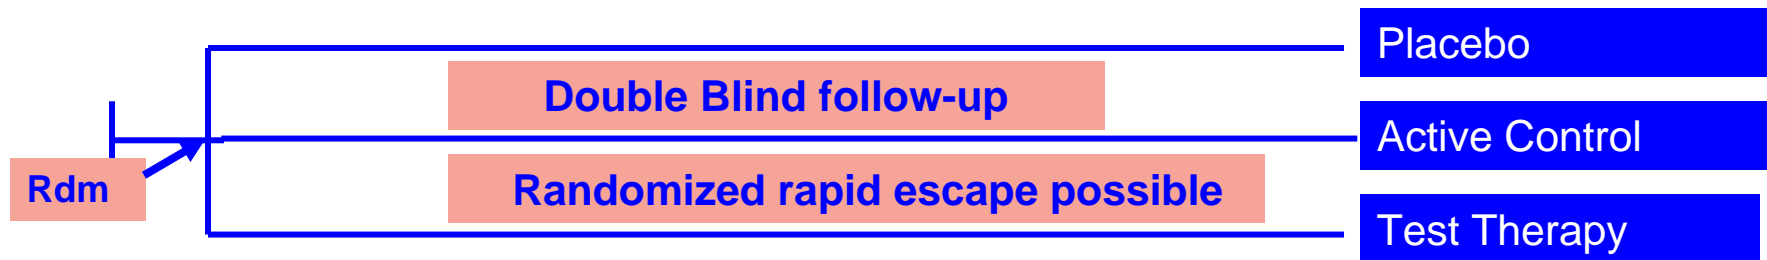 Placebo
Double Blind follow-up
Active Control
Rdm
Randomized rapid escape possible
Test Therapy